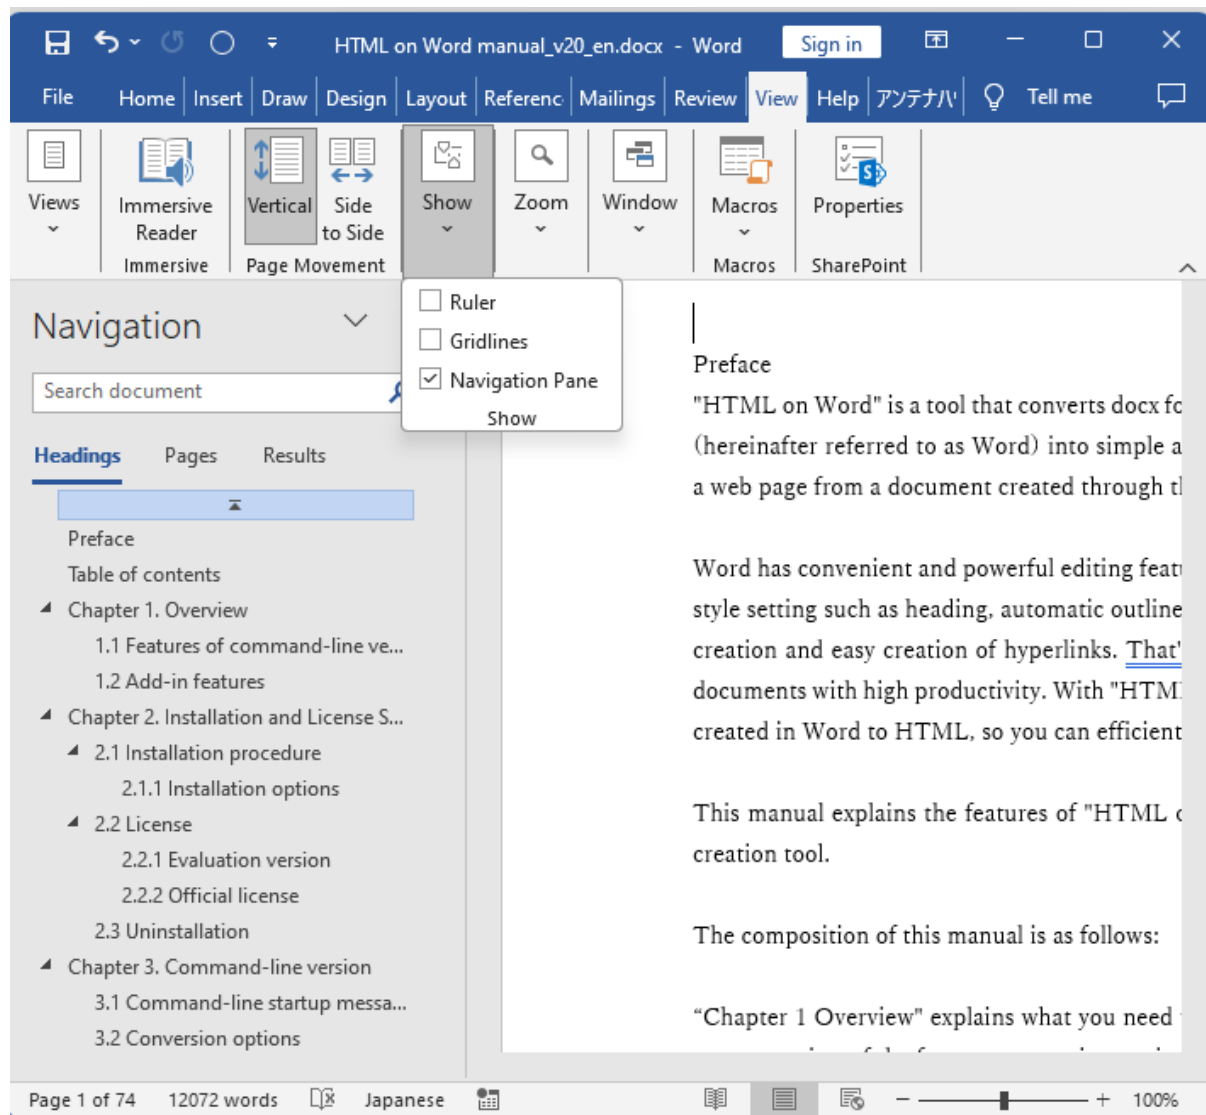 HTML on Word manual_v20_en.docx - Word Sign in
File Home Insert Draw Design Layout Referenc Mailings Review View Help アンテナハ Tell me
Views Immersive Reader Vertical Side to Side Show Zoom Window Macros Properties
Immersive Page Movement Macros SharePoint
Ruler
Gridlines
Navigation Pane
Show
Navigation
Search document
Headings Pages Results
Preface
Table of contents
Chapter 1. Overview
1.1 Features of command-line ve...
1.2 Add-in features
Chapter 2. Installation and License S...
2.1 Installation procedure
2.1.1 Installation options
2.2 License
2.2.1 Evaluation version
2.2.2 Official license
2.3 Uninstallation
Chapter 3. Command-line version
3.1 Command-line startup messa...
3.2 Conversion options
Preface
"HTML on Word" is a tool that converts docx fo
(hereinafter referred to as Word) into simple a
a web page from a document created through th
Word has convenient and powerful editing feat
style setting such as heading, automatic outline
creation and easy creation of hyperlinks. That'
documents with high productivity. With "HTM
created in Word to HTML, so you can efficient
This manual explains the features of "HTML o
creation tool.
The composition of this manual is as follows:
“Chapter 1 Overview" explains what you need
Page 1 of 74 12072 words Japanese 100%